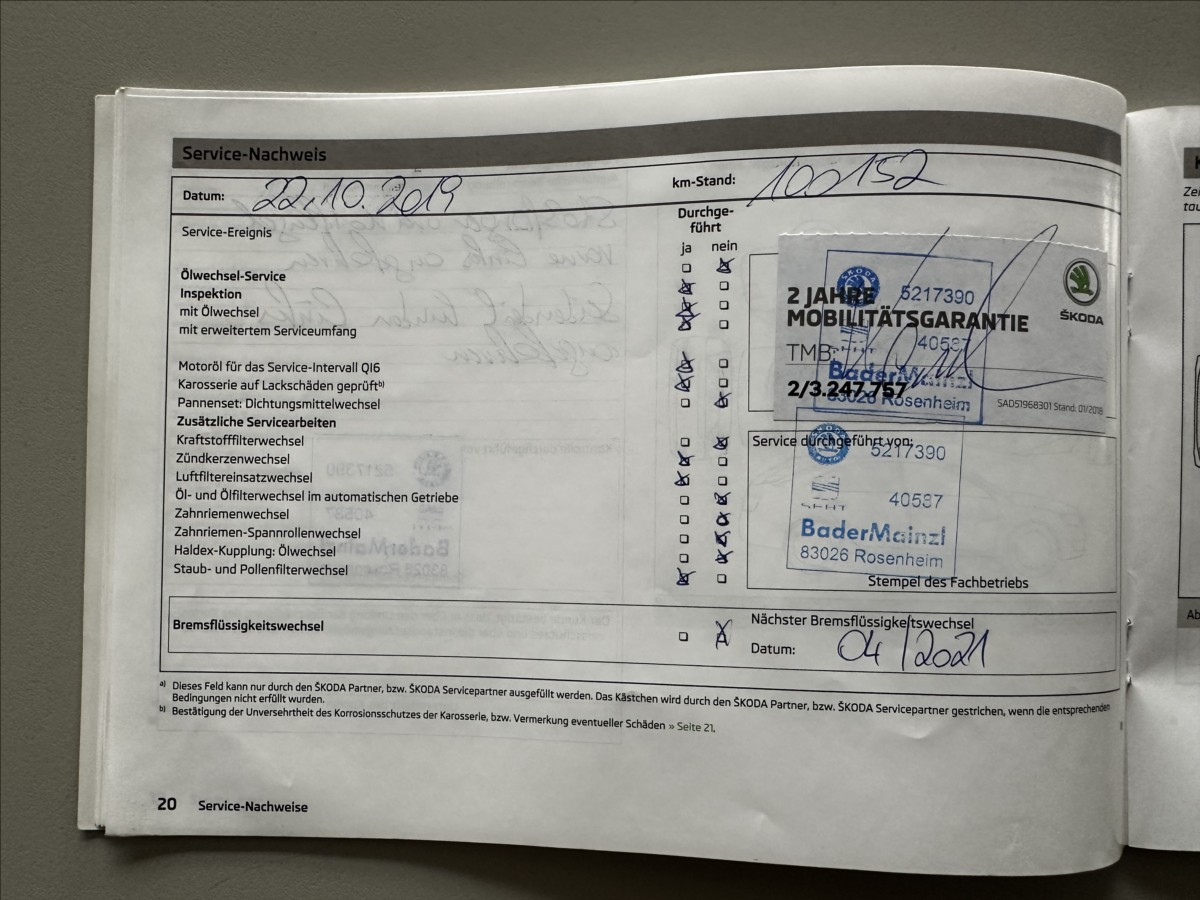 Service-Nachweis
Datum: 22.10.2019 km-Stand: 100152
Service-Ereignis
Durchge-
führt
ja nein
Ölwechsel-Service
Inspektion
mit Ölwechsel
mit erweitertem Serviceumfang
Motoröl für das Service-Intervall QI6
Karosserie auf Lackschäden geprüft b)
Pannenset: Dichtungsmittelwechsel
Zusätzliche Servicearbeiten
Kraftstofffilterwechsel
Zündkerzenwechsel
Luftfiltereinsatzwechsel
Öl- und Ölfilterwechsel im automatischen Getriebe
Zahnriemenwechsel
Zahnriemen-Spannrollenwechsel
Haldex-Kupplung: Ölwechsel
Staub- und Pollenfilterwechsel
2 JAHRE
MOBILITÄTSGARANTIE
TMB
2/3.247.757
SAD51968301 Stand: 01/2018
ŠKODA
ŠKODA
5217390
40587
BaderMainzl
83026 Rosenheim
Service durchgeführt von:
ŠKODA
5217390
SEAT
40587
BaderMainzl
83026 Rosenheim
Stempel des Fachbetriebs
Bremsflüssigkeitswechsel
Nächster Bremsflüssigkeitswechsel
Datum: 04/2021
a) Dieses Feld kann nur durch den ŠKODA Partner, bzw. ŠKODA Servicepartner ausgefüllt werden. Das Kästchen wird durch den ŠKODA Partner, bzw. ŠKODA Servicepartner gestrichen, wenn die entsprechenden
Bedingungen nicht erfüllt wurden.
b) Bestätigung der Unversehrtheit des Korrosionsschutzes der Karosserie, bzw. Vermerkung eventueller Schäden » Seite 21.
20 Service-Nachweise